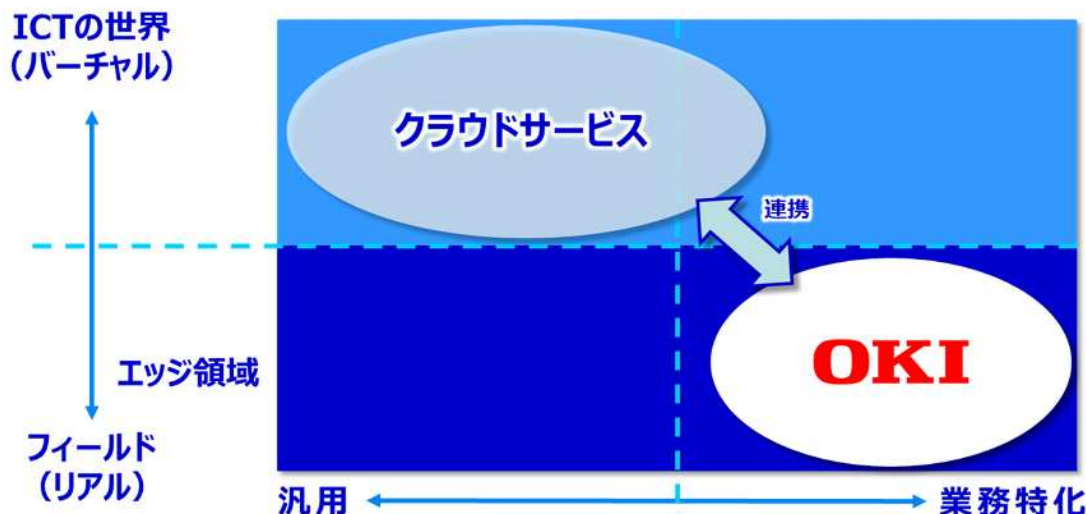 ICTの世界
(バーチャル)
クラウドサービス
連携
OKI
エッジ領域
フィールド
(リアル)
汎用
業務特化